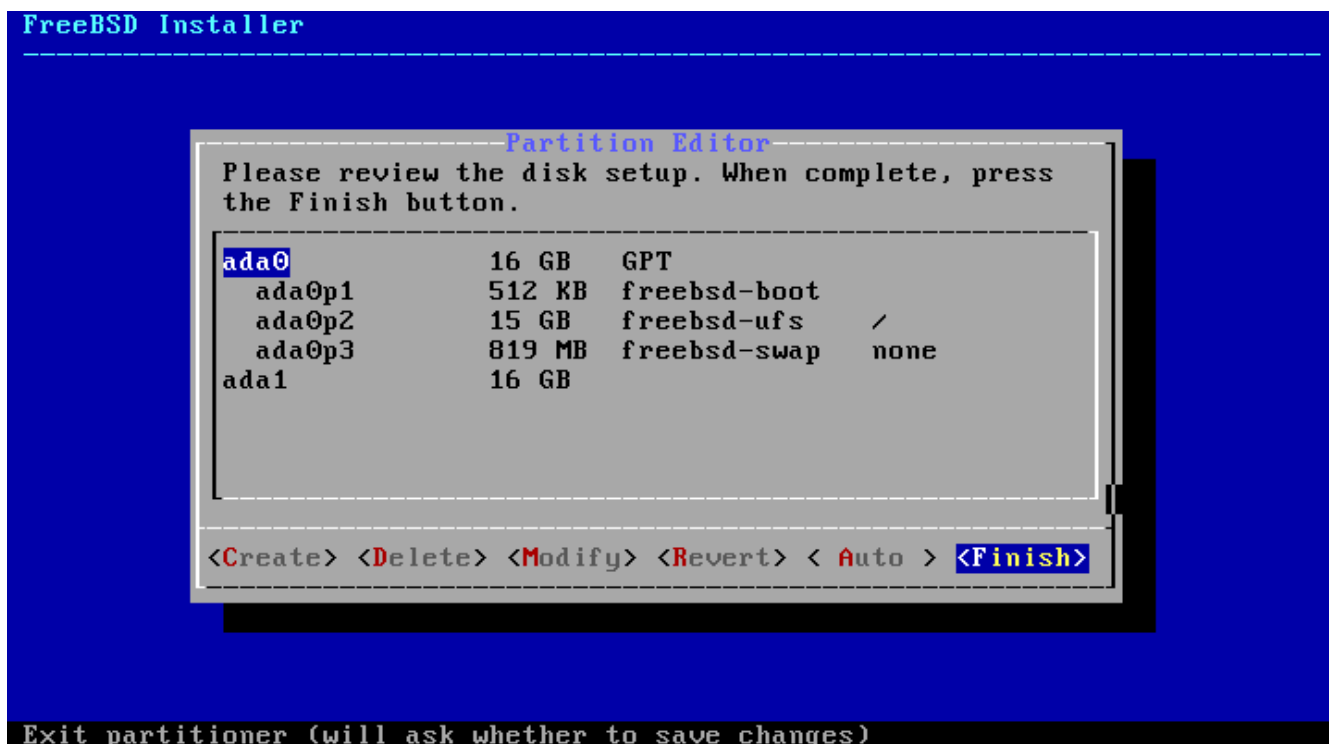 FreeBSD Installer
Partition Editor
Please review the disk setup. When complete, press
the Finish button.
ada0 16 GB GPT
ada0p1 512 KB freebsd-boot
ada0p2 15 GB freebsd-ufs /
ada0p3 819 MB freebsd-swap none
ada1 16 GB
<Create> <Delete> <Modify> <Revert> < Auto > <Finish>
Exit partitioner (will ask whether to save changes)